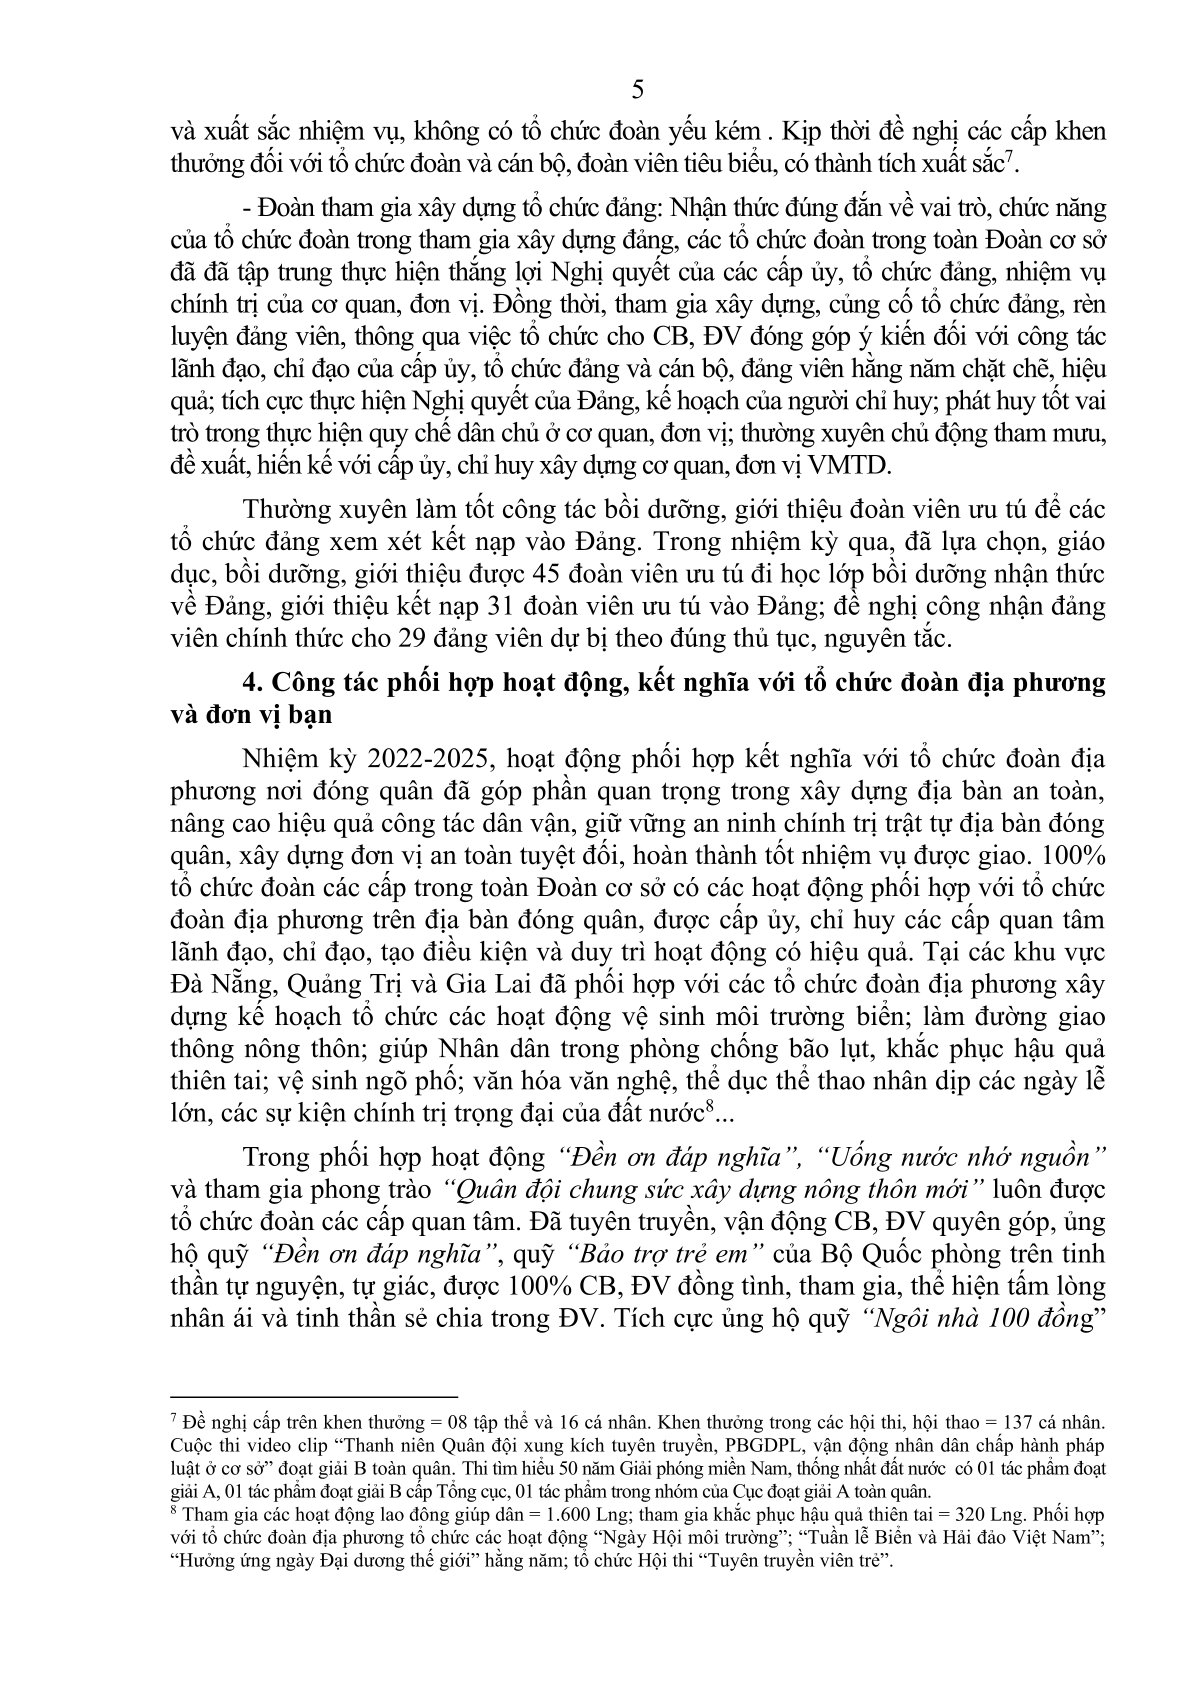 5
và xuất sắc nhiệm vụ, không có tổ chức đoàn yếu kém . Kịp thời đề nghị các cấp khen
thưởng đối với tổ chức đoàn và cán bộ, đoàn viên tiêu biểu, có thành tích xuất sắc⁷.
- Đoàn tham gia xây dựng tổ chức đảng: Nhận thức đúng đắn về vai trò, chức năng
của tổ chức đoàn trong tham gia xây dựng đảng, các tổ chức đoàn trong toàn Đoàn cơ sở
đã đã tập trung thực hiện thắng lợi Nghị quyết của các cấp ủy, tổ chức đảng, nhiệm vụ
chính trị của cơ quan, đơn vị. Đồng thời, tham gia xây dựng, củng cố tổ chức đảng, rèn
luyện đảng viên, thông qua việc tổ chức cho CB, ĐV đóng góp ý kiến đối với công tác
lãnh đạo, chỉ đạo của cấp ủy, tổ chức đảng và cán bộ, đảng viên hằng năm chặt chẽ, hiệu
quả; tích cực thực hiện Nghị quyết của Đảng, kế hoạch của người chỉ huy; phát huy tốt vai
trò trong thực hiện quy chế dân chủ ở cơ quan, đơn vị; thường xuyên chủ động tham mưu,
đề xuất, hiến kế với cấp ủy, chỉ huy xây dựng cơ quan, đơn vị VMTD.
Thường xuyên làm tốt công tác bồi dưỡng, giới thiệu đoàn viên ưu tú để các
tổ chức đảng xem xét kết nạp vào Đảng. Trong nhiệm kỳ qua, đã lựa chọn, giáo
dục, bồi dưỡng, giới thiệu được 45 đoàn viên ưu tú đi học lớp bồi dưỡng nhận thức
về Đảng, giới thiệu kết nạp 31 đoàn viên ưu tú vào Đảng; đề nghị công nhận đảng
viên chính thức cho 29 đảng viên dự bị theo đúng thủ tục, nguyên tắc.
4. Công tác phối hợp hoạt động, kết nghĩa với tổ chức đoàn địa phương
và đơn vị bạn
Nhiệm kỳ 2022-2025, hoạt động phối hợp kết nghĩa với tổ chức đoàn địa
phương nơi đóng quân đã góp phần quan trọng trong xây dựng địa bàn an toàn,
nâng cao hiệu quả công tác dân vận, giữ vững an ninh chính trị trật tự địa bàn đóng
quân, xây dựng đơn vị an toàn tuyệt đối, hoàn thành tốt nhiệm vụ được giao. 100%
tổ chức đoàn các cấp trong toàn Đoàn cơ sở có các hoạt động phối hợp với tổ chức
đoàn địa phương trên địa bàn đóng quân, được cấp ủy, chỉ huy các cấp quan tâm
lãnh đạo, chỉ đạo, tạo điều kiện và duy trì hoạt động có hiệu quả. Tại các khu vực
Đà Nẵng, Quảng Trị và Gia Lai đã phối hợp với các tổ chức đoàn địa phương xây
dựng kế hoạch tổ chức các hoạt động vệ sinh môi trường biển; làm đường giao
thông nông thôn; giúp Nhân dân trong phòng chống bão lụt, khắc phục hậu quả
thiên tai; vệ sinh ngõ phố; văn hóa văn nghệ, thể dục thể thao nhân dịp các ngày lễ
lớn, các sự kiện chính trị trọng đại của đất nước⁸...
Trong phối hợp hoạt động “Đền ơn đáp nghĩa”, “Uống nước nhớ nguồn”
và tham gia phong trào “Quân đội chung sức xây dựng nông thôn mới” luôn được
tổ chức đoàn các cấp quan tâm. Đã tuyên truyền, vận động CB, ĐV quyên góp, ủng
hộ quỹ “Đền ơn đáp nghĩa”, quỹ “Bảo trợ trẻ em” của Bộ Quốc phòng trên tinh
thần tự nguyện, tự giác, được 100% CB, ĐV đồng tình, tham gia, thể hiện tấm lòng
nhân ái và tinh thần sẻ chia trong ĐV. Tích cực ủng hộ quỹ “Ngôi nhà 100 đồng”
⁷ Đề nghị cấp trên khen thưởng = 08 tập thể và 16 cá nhân. Khen thưởng trong các hội thi, hội thao = 137 cá nhân.
Cuộc thi video clip “Thanh niên Quân đội xung kích tuyên truyền, PBGDPL, vận động nhân dân chấp hành pháp
luật ở cơ sở” đoạt giải B toàn quân. Thi tìm hiểu 50 năm Giải phóng miền Nam, thống nhất đất nước có 01 tác phẩm đoạt
giải A, 01 tác phẩm đoạt giải B cấp Tổng cục, 01 tác phẩm trong nhóm của Cục đoạt giải A toàn quân.
⁸ Tham gia các hoạt động lao động giúp dân = 1.600 Lng; tham gia khắc phục hậu quả thiên tai = 320 Lng. Phối hợp
với tổ chức đoàn địa phương tổ chức các hoạt động “Ngày Hội môi trường”; “Tuần lễ Biển và Hải đảo Việt Nam”;
“Hưởng ứng ngày Đại dương thế giới” hằng năm; tổ chức Hội thi “Tuyên truyền viên trẻ”.